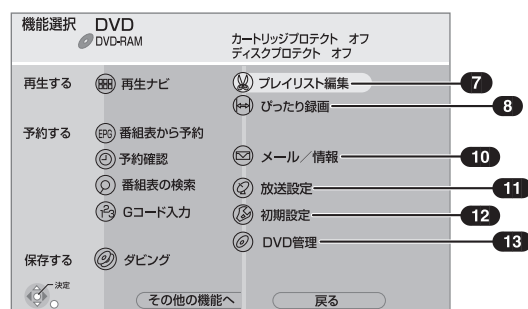 機能選択 DVD
DVD-RAM
カートリッジプロテクト オフ
ディスクプロテクト オフ
再生する 再生ナビ プレイリスト編集 7
ぴったり録画 8
予約する EPG 番組表から予約
予約確認 メール／情報 10
番組表の検索 放送設定 11
123 Gコード入力 初期設定 12
DVD管理 13
保存する ダビング
決定
その他の機能へ 戻る